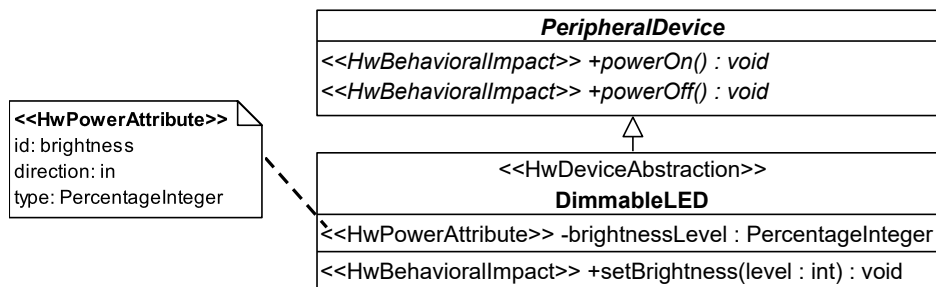 PeripheralDevice
<<HwBehavioralImpact>> +powerOn() : void
<<HwBehavioralImpact>> +powerOff() : void
<<HwPowerAttribute>>
id: brightness
direction: in
type: PercentageInteger
<<HwDeviceAbstraction>>
DimmableLED
<<HwPowerAttribute>> -brightnessLevel : PercentageInteger
<<HwBehavioralImpact>> +setBrightness(level : int) : void